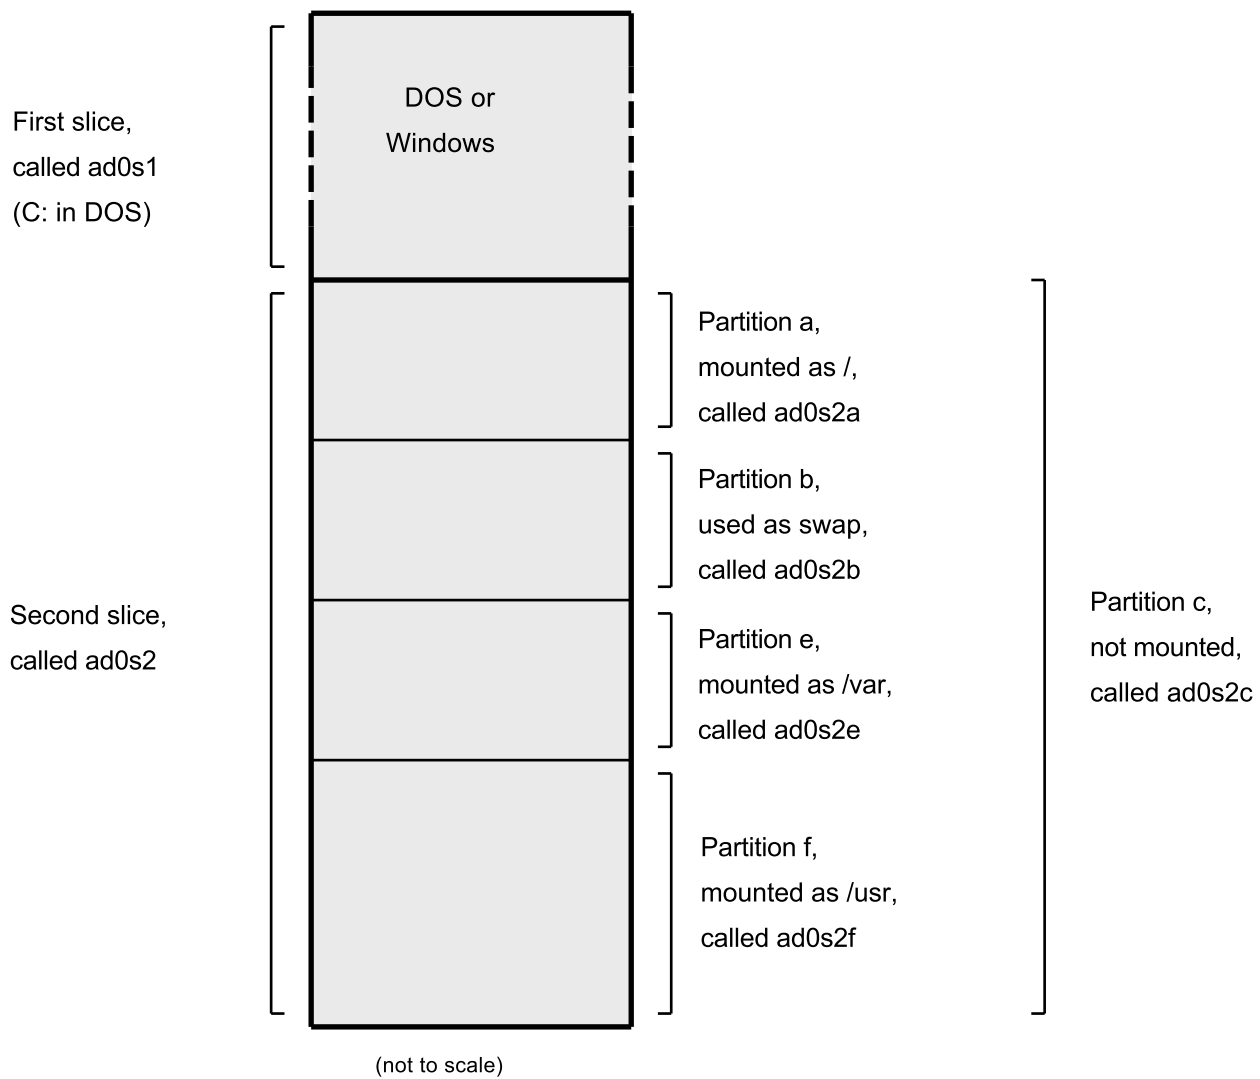 DOS or
Windows
First slice,
called ad0s1
(C: in DOS)
Partition a,
mounted as /,
called ad0s2a
Partition b,
used as swap,
called ad0s2b
Second slice,
called ad0s2
Partition e,
mounted as /var,
called ad0s2e
Partition c,
not mounted,
called ad0s2c
Partition f,
mounted as /usr,
called ad0s2f
(not to scale)